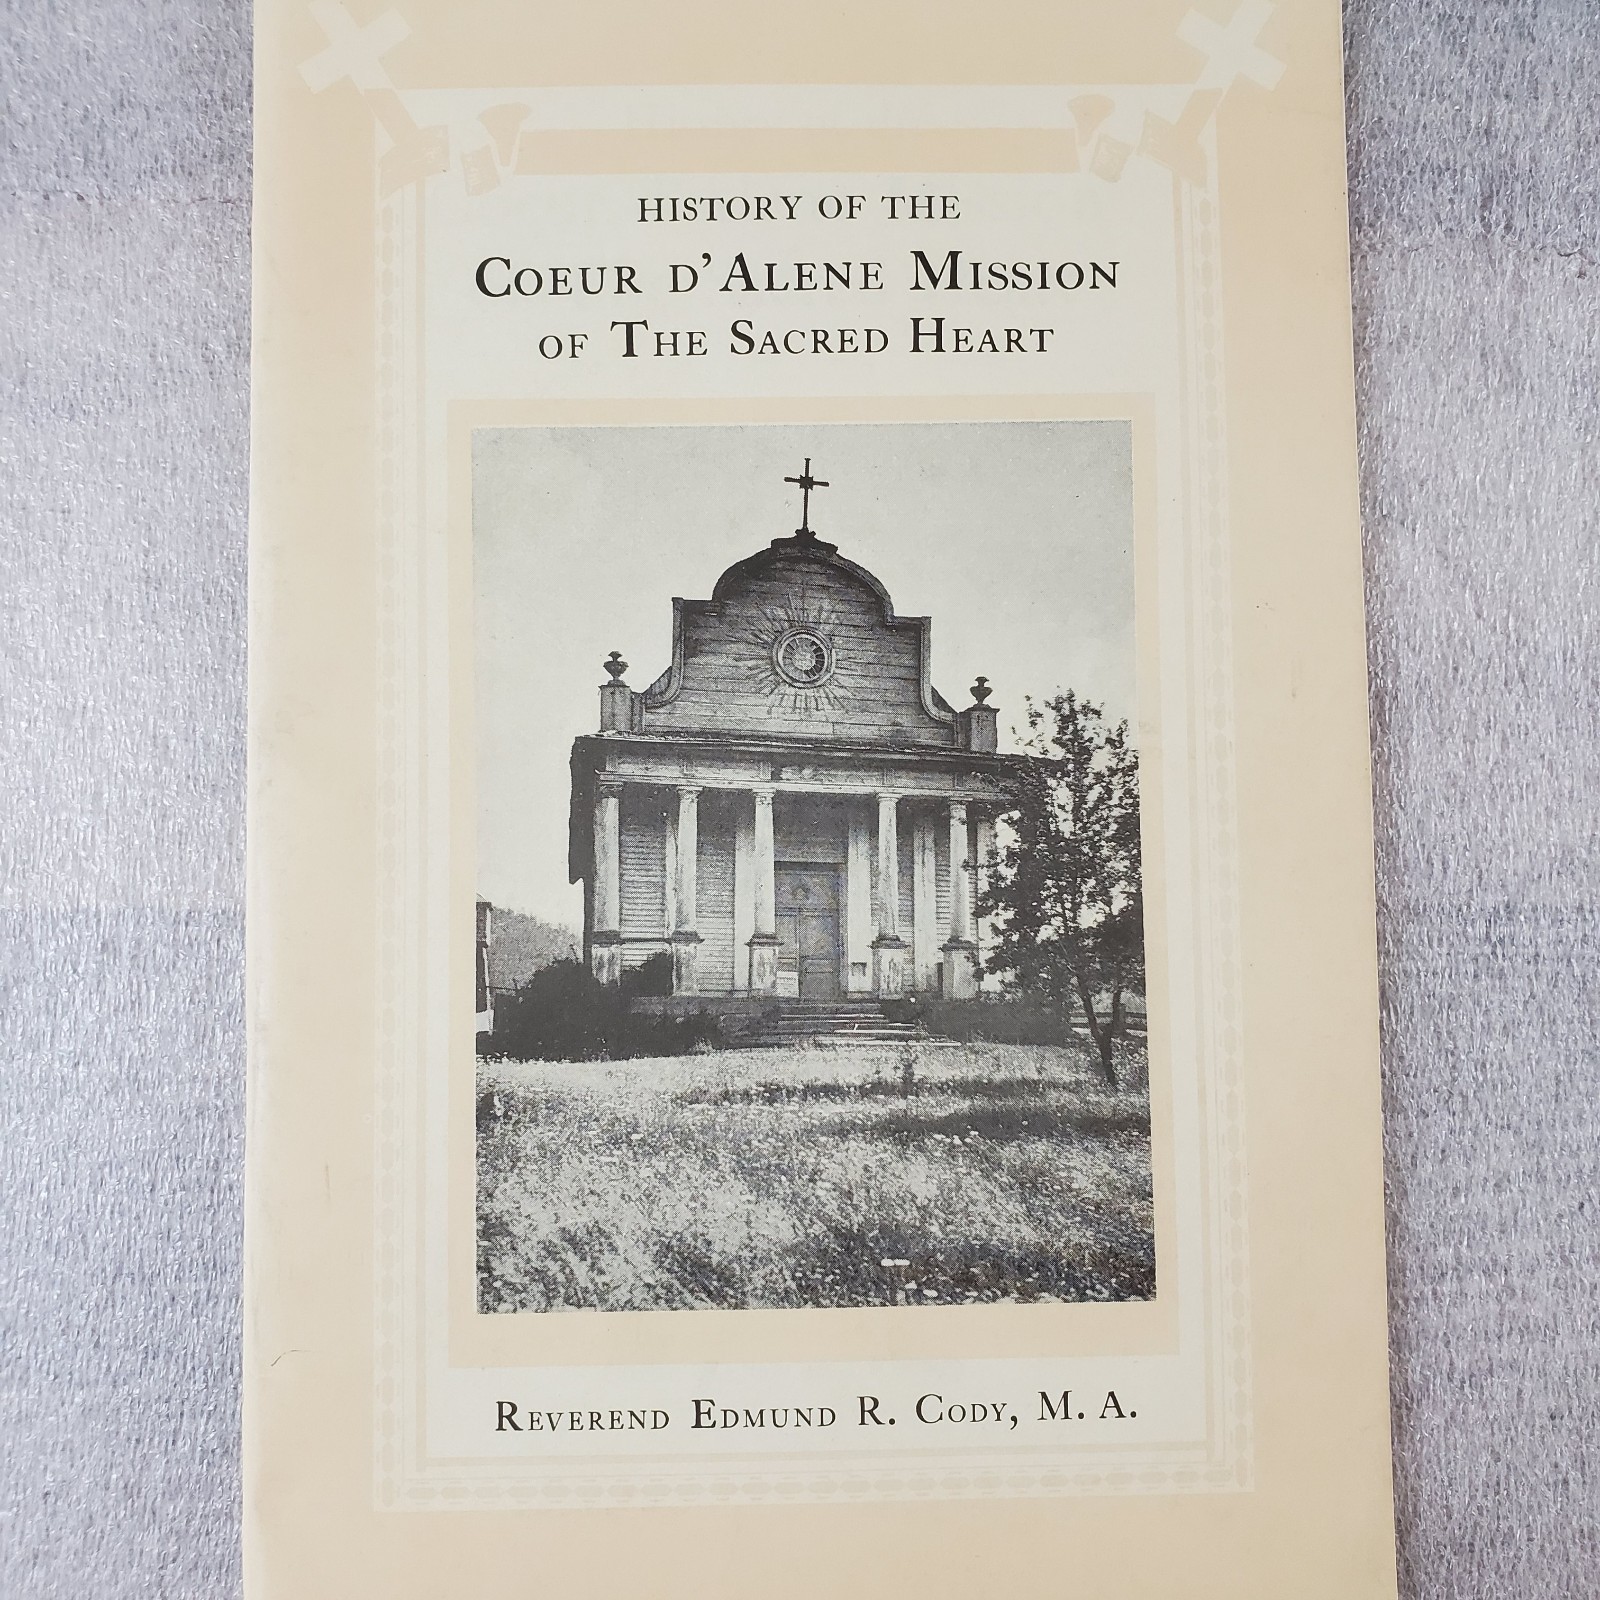 HISTORY OF THE
COEUR D'ALENE MISSION
OF THE SACRED HEART
REVEREND EDMUND R. CODY, M. A.